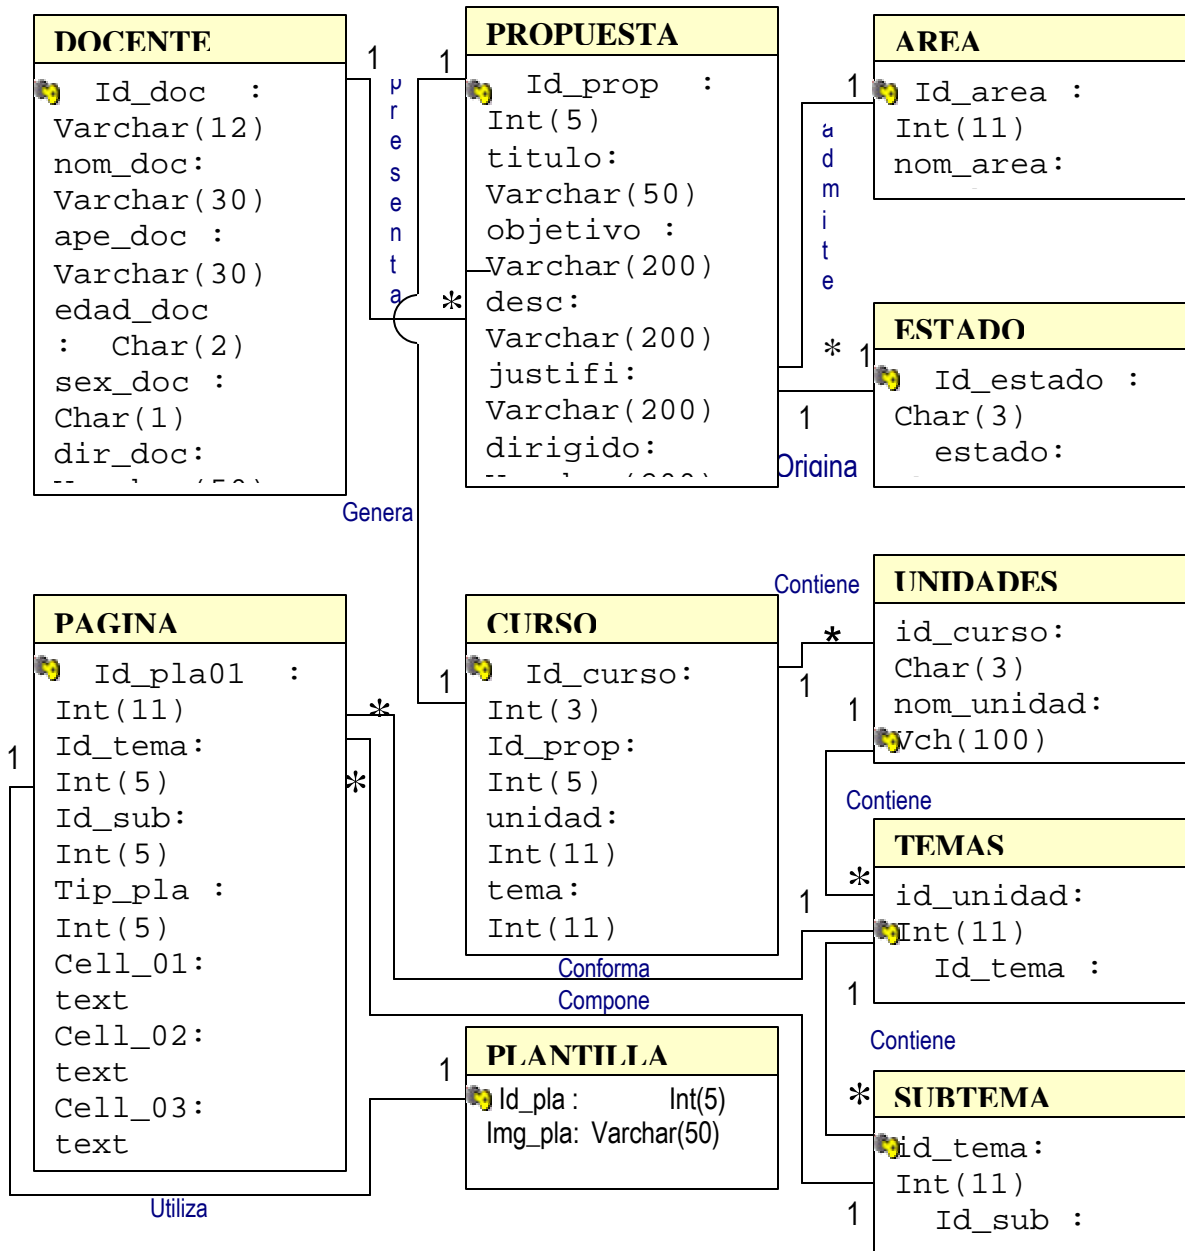 DOCENTE
Id_doc :
Varchar(12)
nom_doc:
Varchar(30)
ape_doc :
Varchar(30)
edad_doc
: Char(2)
sex_doc :
Char(1)
dir_doc:
1
presenta
*
1
PROPUESTA
Id_prop :
Int(5)
titulo:
Varchar(50)
objetivo :
Varchar(200)
desc:
Varchar(200)
justifi:
Varchar(200)
dirigido:
1
admite
*
AREA
Id_area :
Int(11)
nom_area:
1
1
Origina
ESTADO
Id_estado :
Char(3)
estado:
Genera
1
PAGINA
Id_pla01 :
Int(11)
Id_tema:
Int(5)
Id_sub:
Int(5)
Tip_pla :
Int(5)
Cell_01:
text
Cell_02:
text
Cell_03:
text
1
*
*
CURSO
Id_curso:
Int(3)
Id_prop:
Int(5)
unidad:
Int(11)
tema:
Int(11)
Contiene
*
1
UNIDADES
id_curso:
Char(3)
nom_unidad:
Vch(100)
1
Contiene
*
TEMAS
id_unidad:
Int(11)
Id_tema :
1
1
Conforma
Compone
Contiene
*
1
PLANTILLA
Id_pla : Int(5)
Img_pla: Varchar(50)
1
Utiliza
SUBTEMA
id_tema:
Int(11)
Id_sub :